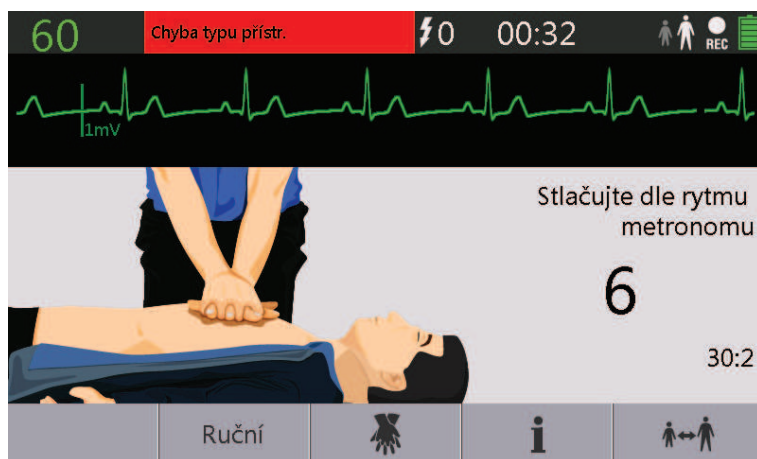 60
Chyba typu přístr.
0
00:32
REC
1mV
Stlačujte dle rytmu
metronomu
6
30:2
Ruční
i